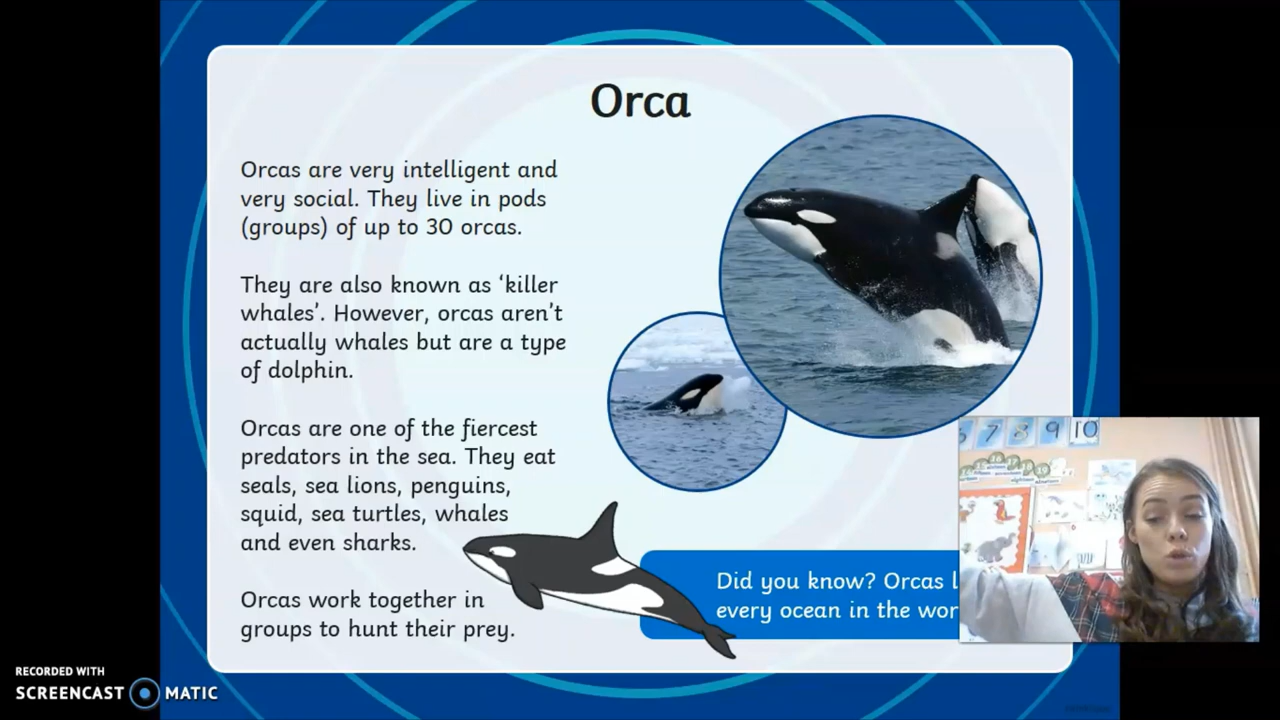 Orca
Orcas are very intelligent and
very social. They live in pods
(groups) of up to 30 orcas.
They are also known as ‘killer
whales’. However, orcas aren’t
actually whales but are a type
of dolphin.
Orcas are one of the fiercest
predators in the sea. They eat
seals, sea lions, penguins,
squid, sea turtles, whales
and even sharks.
Orcas work together in
groups to hunt their prey.
Did you know? Orcas
every ocean in the
7 8 9 10
RECORDED WITH
SCREENCAST MATIC